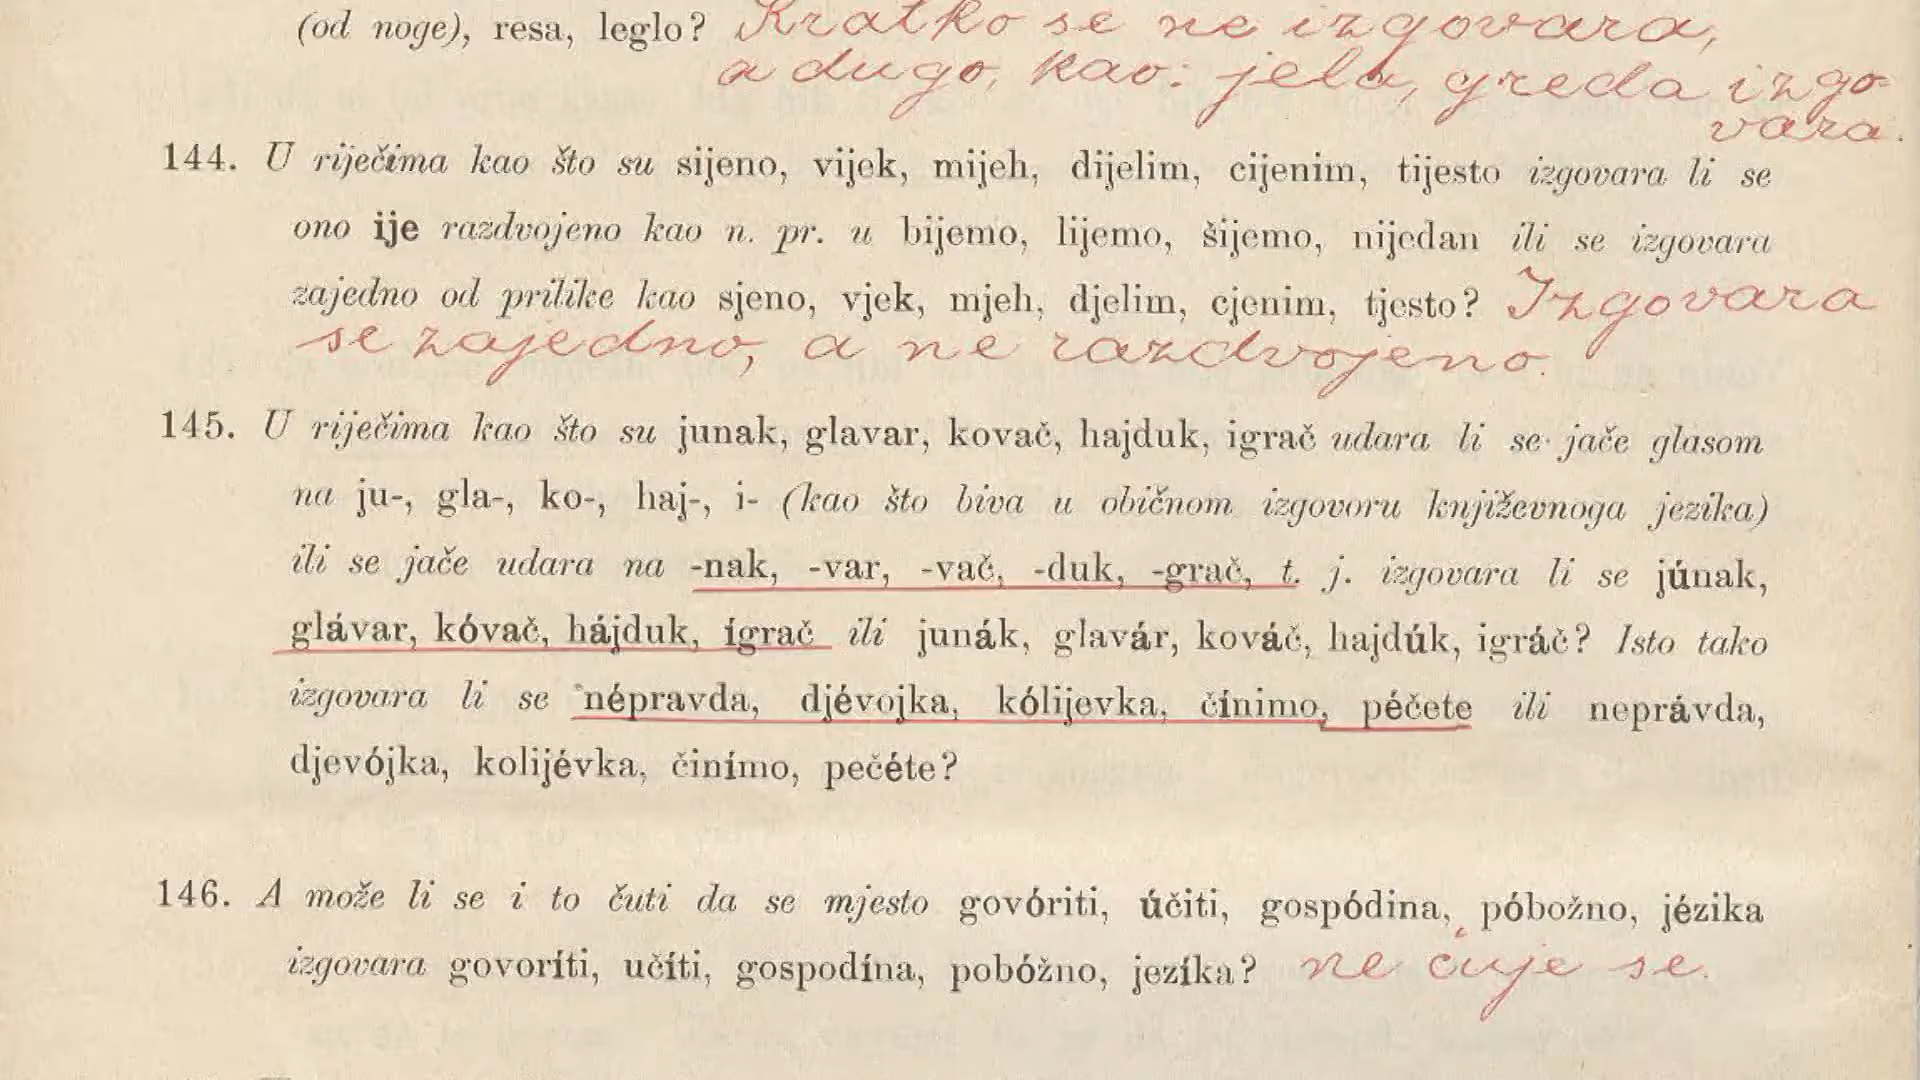 (od noge), resa, leglo? Kratko se ne izgovara,
a dugo, kao: jela, greda izgo-
vara.
144. U riječima kao što su sijeno, vijek, mijeh, dijelim, cijenim, tijesto izgovara li se
ono ije razdvojeno kao n. pr. u bijemo, lijemo, šijemo, nijedan ili se izgovara
zajedno od prilike kao sjeno, vjek, mjeh, djelim, cjenim, tjesto? Izgovara
se zajedno, a ne razdvojeno.
145. U riječima kao što su junak, glavar, kovač, hajduk, igrač udara li se jače glasom
na ju-, gla-, ko-, haj-, i- (kao što biva u običnom izgovoru književnoga jezika)
ili se jače udara na -nak, -var, -vač, -duk, -grač, t. j. izgovara li se júnak,
glávar, kóvač, hájduk, ígrač ili junák, glavár, kováč, hajdúk, igráč? Isto tako
izgovara li se népravda, djévojka, kólijevka, čínimo, péčete ili neprávda,
djevójka, kolijévka, činímo, pečéte?
146. A može li se i to čuti da se mjesto govóriti, účiti, gospódina, póbožno, jézika
izgovara govoríti, učíti, gospodína, pobóžno, jezíka? ne čuje se.